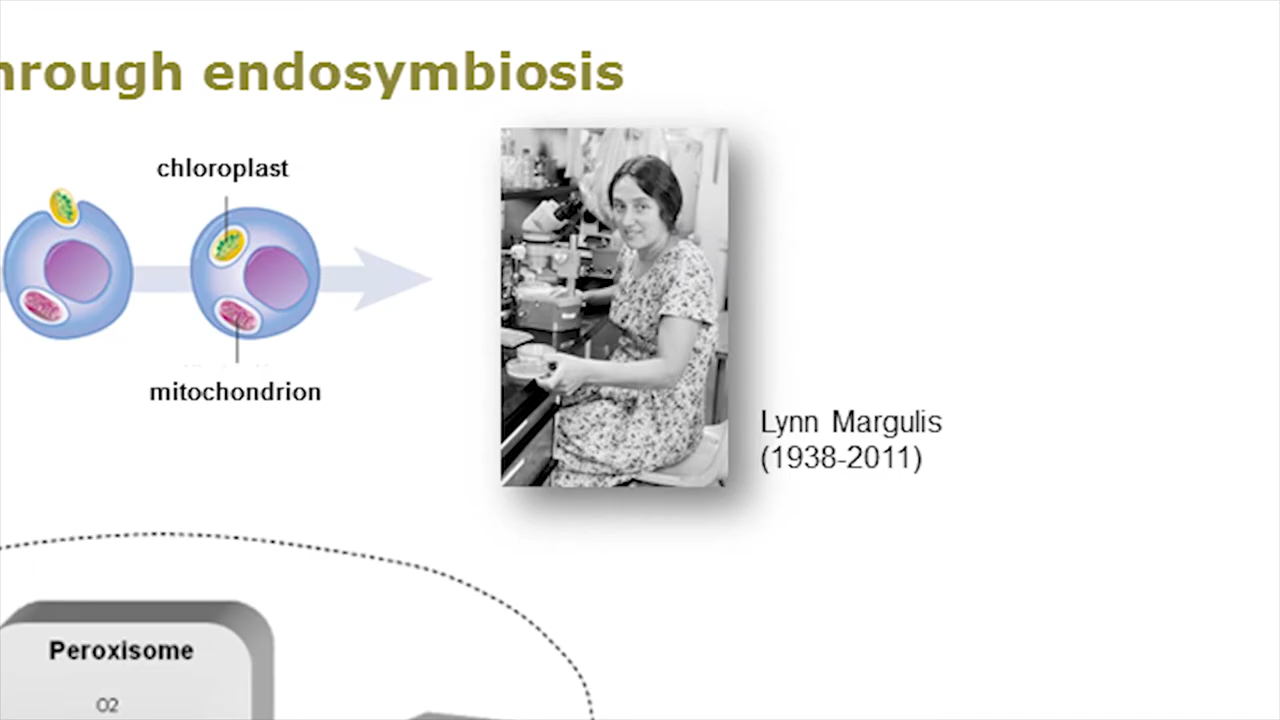 hrough endosymbiosis
chloroplast
mitochondrion
Lynn Margulis
(1938-2011)
Peroxisome
O2